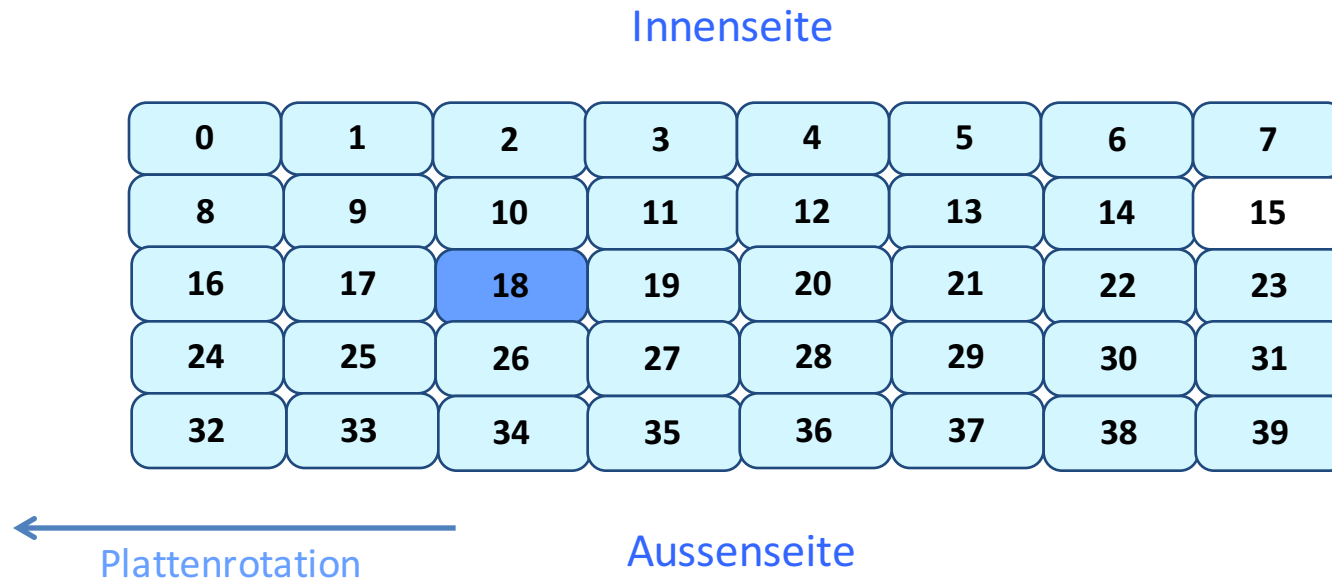 Innenseite
0 1 2 3 4 5 6 7
8 9 10 11 12 13 14 15
16 17 18 19 20 21 22 23
24 25 26 27 28 29 30 31
32 33 34 35 36 37 38 39
Plattenrotation
Aussenseite